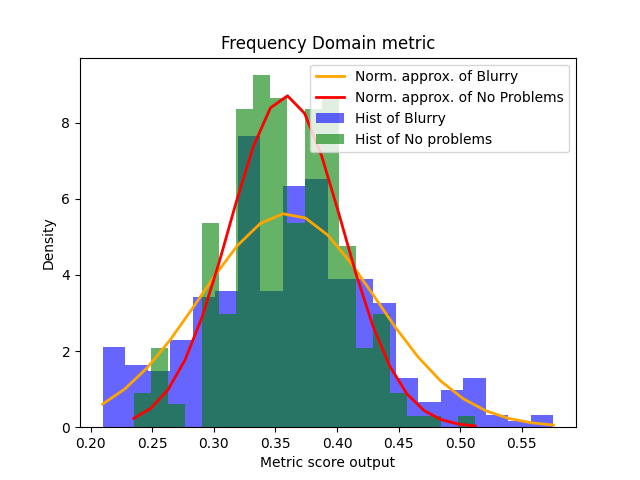 Frequency Domain metric
Norm. approx. of Blurry
Norm. approx. of No Problems
Hist of Blurry
Hist of No problems
Density
8
6
4
2
0
0.20 0.25 0.30 0.35 0.40 0.45 0.50 0.55
Metric score output